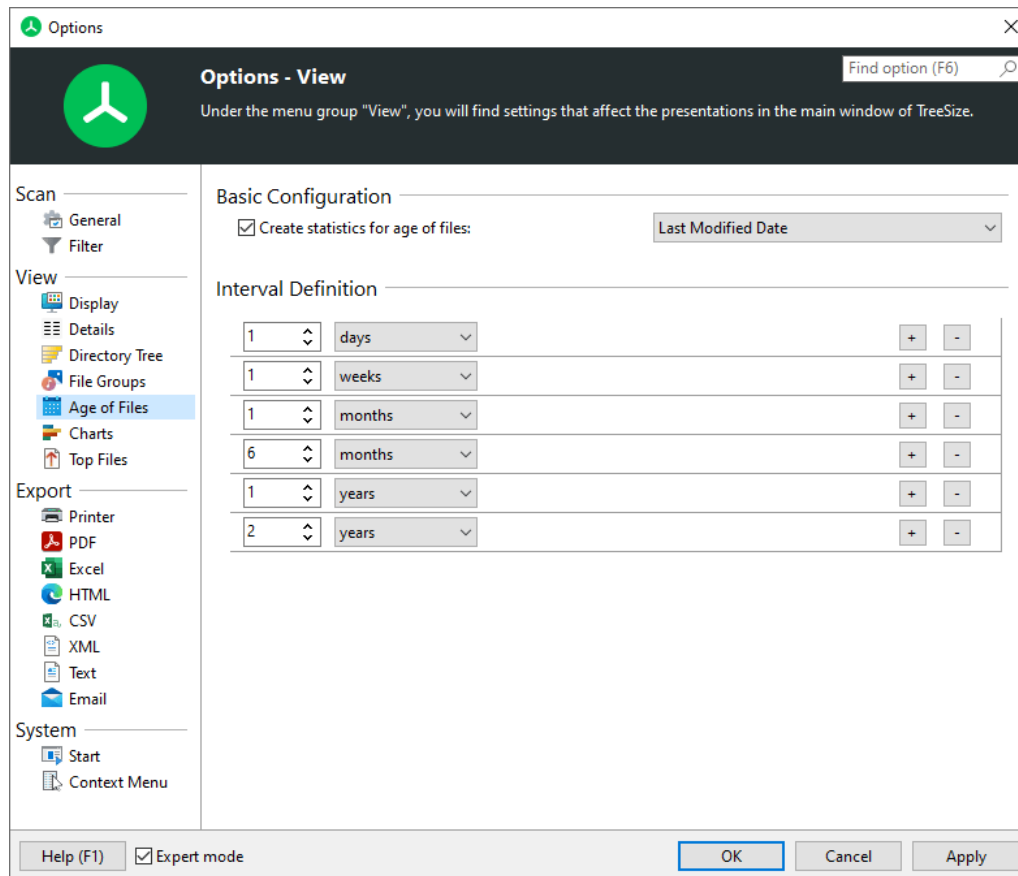 Options
Options - View
Find option (F6)
Under the menu group "View", you will find settings that affect the presentations in the main window of TreeSize.
Scan
General
Filter
View
Display
Details
Directory Tree
File Groups
Age of Files
Charts
Top Files
Export
Printer
PDF
Excel
HTML
CSV
XML
Text
Email
System
Start
Context Menu
Basic Configuration
Create statistics for age of files: Last Modified Date
Interval Definition
1 days + -
1 weeks + -
1 months + -
6 months + -
1 years + -
2 years + -
Help (F1) Expert mode OK Cancel Apply